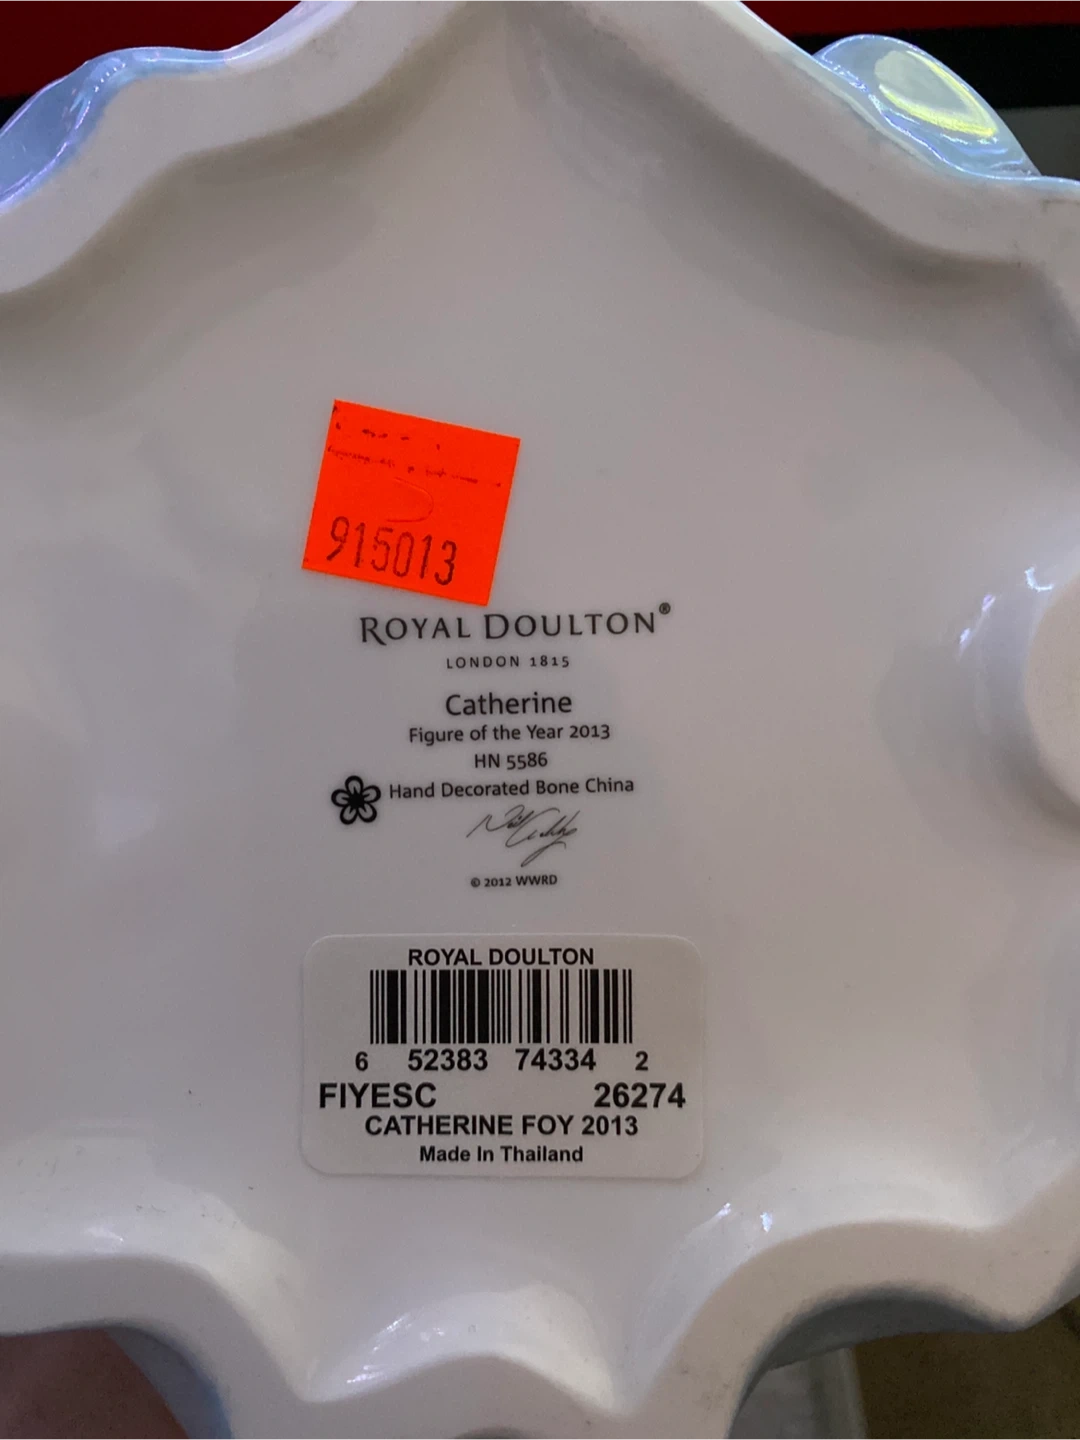 915013
ROYAL DOULTON®
LONDON 1815
Catherine
Figure of the Year 2013
HN 5586
Hand Decorated Bone China
© 2012 WWRD
ROYAL DOULTON
6 52383 74334 2
FIYESC 26274
CATHERINE FOY 2013
Made In Thailand